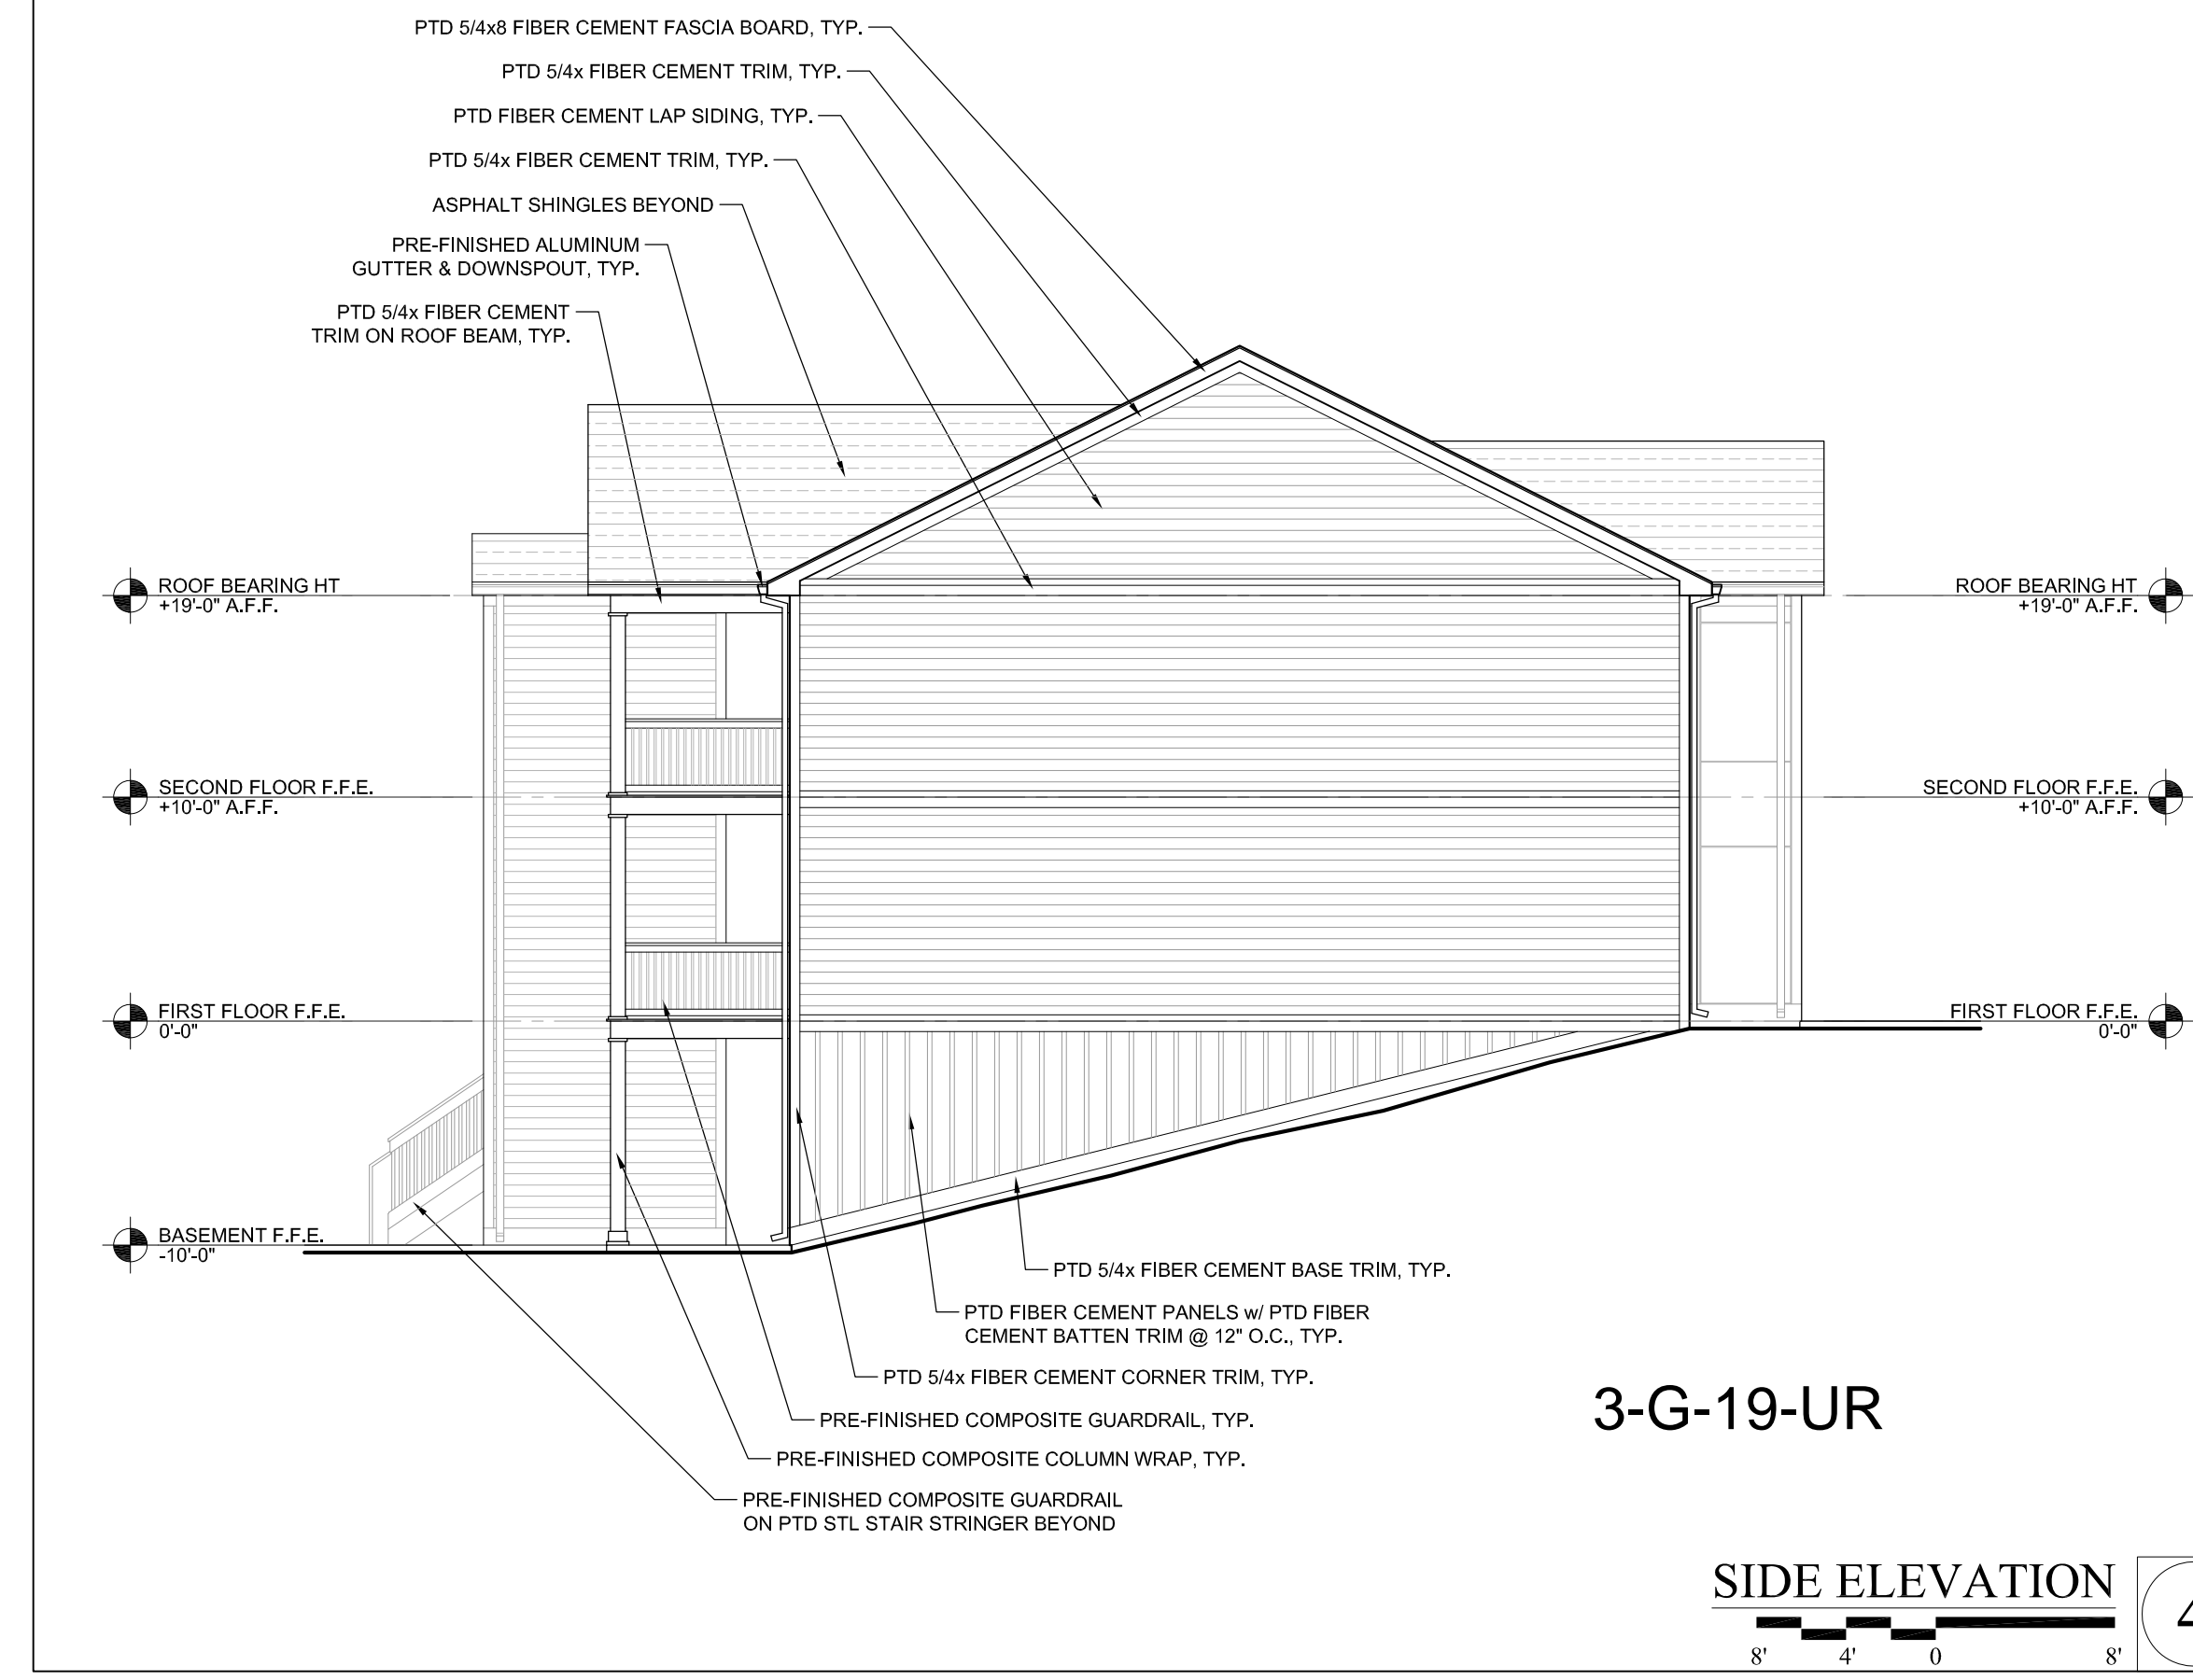 PTD 5/4x8 FIBER CEMENT FASCIA BOARD, TYP.
PTD 5/4x FIBER CEMENT TRIM, TYP.
PTD FIBER CEMENT LAP SIDING, TYP.
PTD 5/4x FIBER CEMENT TRIM, TYP.
ASPHALT SHINGLES BEYOND
PRE-FINISHED ALUMINUM
GUTTER & DOWNSPOUT, TYP.
PTD 5/4x FIBER CEMENT
TRIM ON ROOF BEAM, TYP.
ROOF BEARING HT
+19'-0" A.F.F.
ROOF BEARING HT
+19'-0" A.F.F.
SECOND FLOOR F.F.E.
+10'-0" A.F.F.
SECOND FLOOR F.F.E.
+10'-0" A.F.F.
FIRST FLOOR F.F.E.
0'-0"
FIRST FLOOR F.F.E.
0'-0"
BASEMENT F.F.E.
-10'-0"
PTD 5/4x FIBER CEMENT BASE TRIM, TYP.
PTD FIBER CEMENT PANELS w/ PTD FIBER
CEMENT BATTEN TRIM @ 12" O.C., TYP.
PTD 5/4x FIBER CEMENT CORNER TRIM, TYP.
PRE-FINISHED COMPOSITE GUARDRAIL, TYP.
PRE-FINISHED COMPOSITE COLUMN WRAP, TYP.
PRE-FINISHED COMPOSITE GUARDRAIL
ON PTD STL STAIR STRINGER BEYOND
3-G-19-UR
SIDE ELEVATION
8' 4' 0 8'